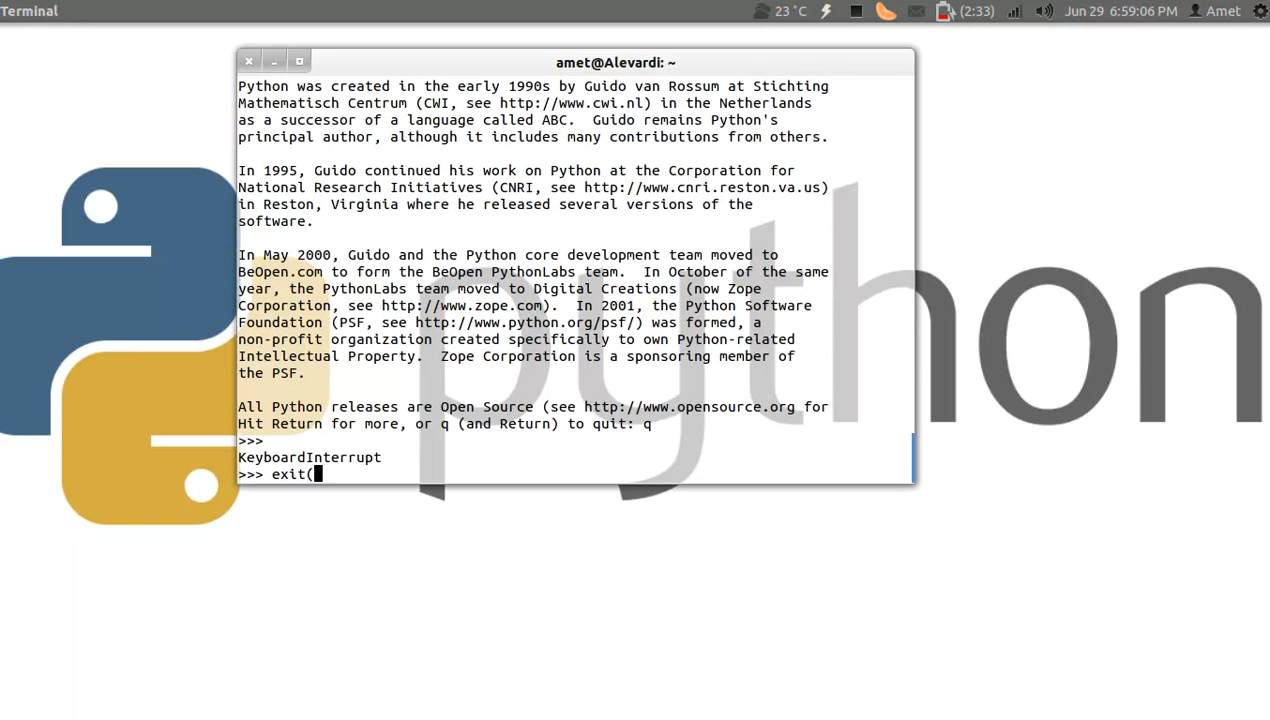 Terminal
23 °C
(2:33)
Jun 29 6:59:06 PM
Amet
amet@Alevardi: ~
Python was created in the early 1990s by Guido van Rossum at Stichting
Mathematisch Centrum (CWI, see http://www.cwi.nl) in the Netherlands
as a successor of a language called ABC.  Guido remains Python's
principal author, although it includes many contributions from others.
In 1995, Guido continued his work on Python at the Corporation for
National Research Initiatives (CNRI, see http://www.cnri.reston.va.us)
in Reston, Virginia where he released several versions of the
software.
In May 2000, Guido and the Python core development team moved to
BeOpen.com to form the BeOpen PythonLabs team.  In October of the same
year, the PythonLabs team moved to Digital Creations (now Zope
Corporation, see http://www.zope.com).  In 2001, the Python Software
Foundation (PSF, see http://www.python.org/psf/) was formed, a
non-profit organization created specifically to own Python-related
Intellectual Property.  Zope Corporation is a sponsoring member of
the PSF.
All Python releases are Open Source (see http://www.opensource.org for
Hit Return for more, or q (and Return) to quit: q
>>>
KeyboardInterrupt
>>> exit(
python